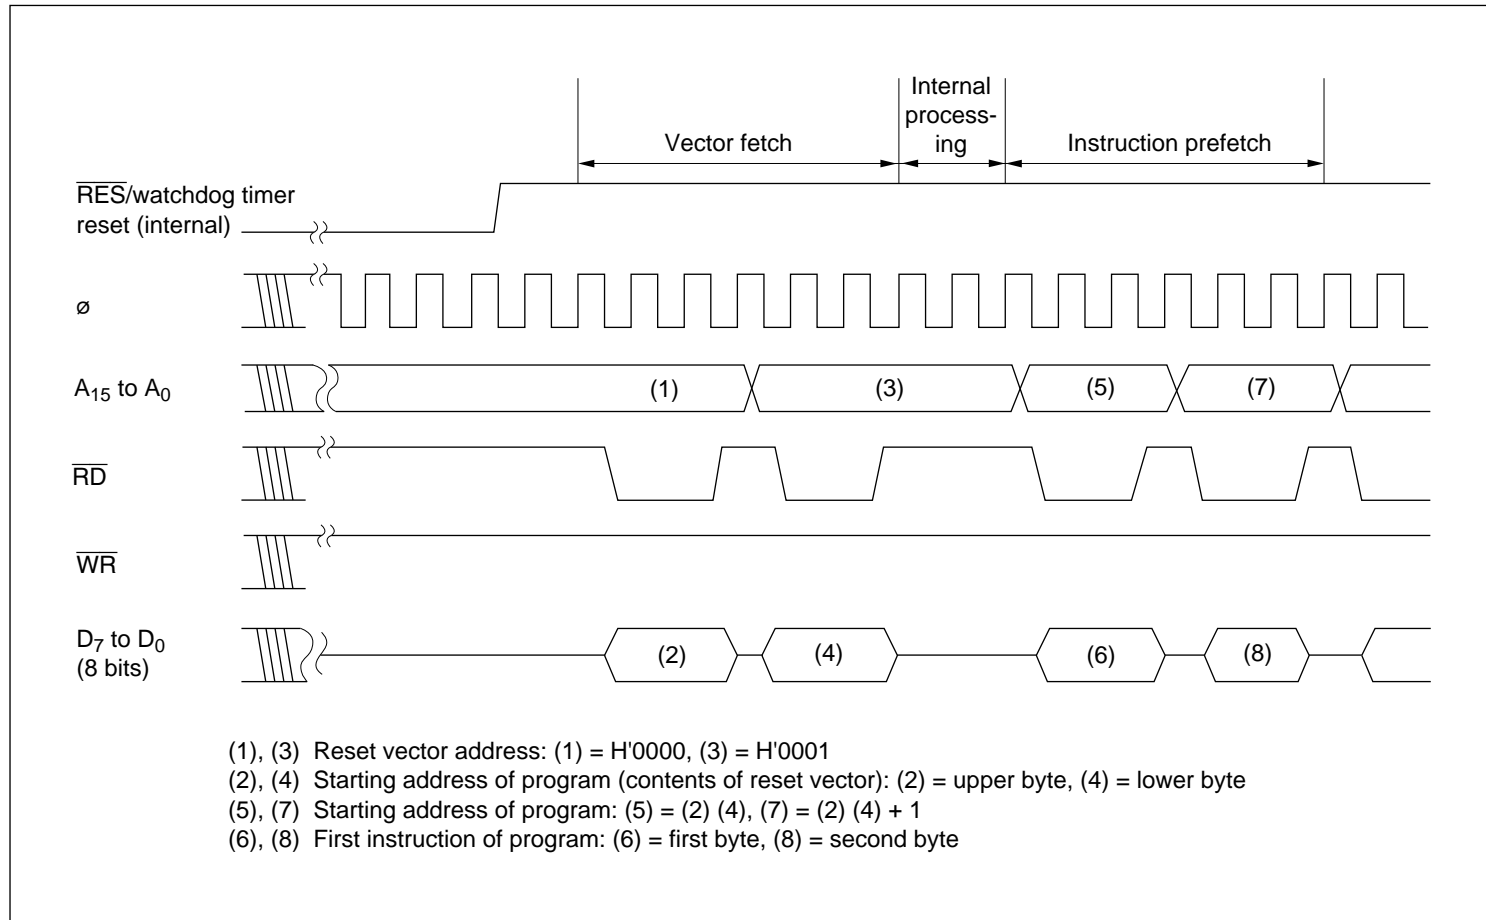 Internal
process-
ing
Vector fetch
Instruction prefetch
RES/watchdog timer
reset (internal)
ø
A15 to A0
(1)
(3)
(5)
(7)
RD
WR
D7 to D0
(8 bits)
(2)
(4)
(6)
(8)
(1), (3) Reset vector address: (1) = H'0000, (3) = H'0001
(2), (4) Starting address of program (contents of reset vector): (2) = upper byte, (4) = lower byte
(5), (7) Starting address of program: (5) = (2) (4), (7) = (2) (4) + 1
(6), (8) First instruction of program: (6) = first byte, (8) = second byte